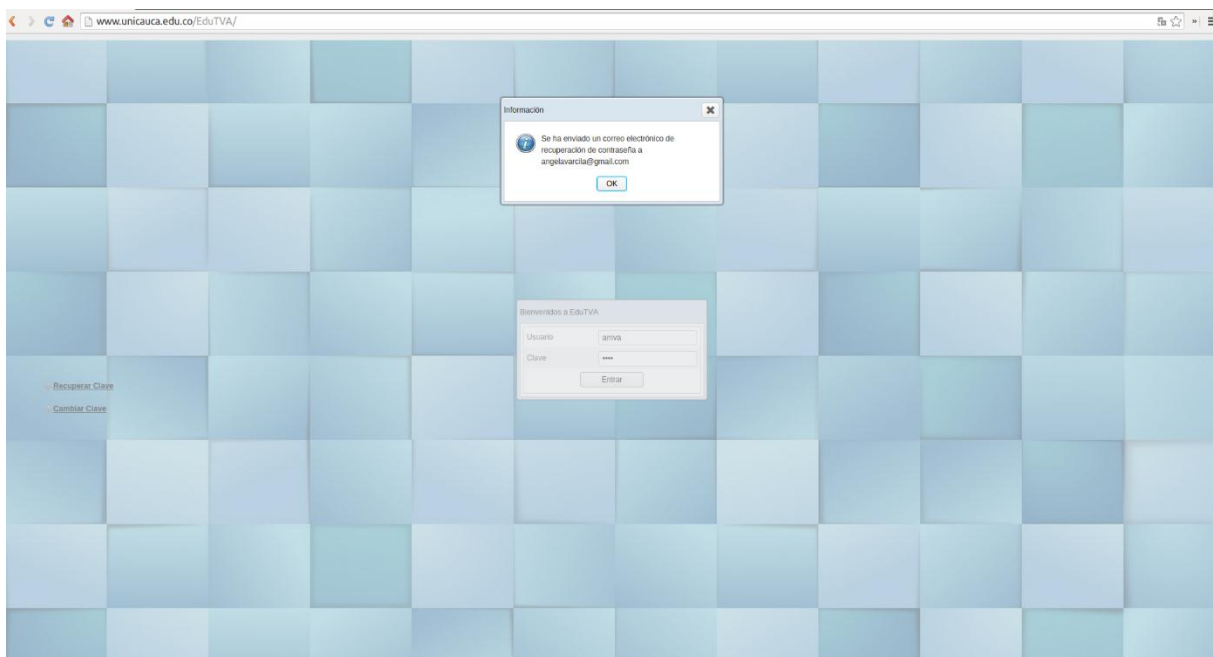 www.unicauca.edu.co/EduTVA/
Información
Se ha enviado un correo electrónico de
recuperación de contraseña a
angelavarcila@gmail.com
OK
Bienvenidos a EduTVA
Usuario
Clave
Entrar
Recuperar Clave
Cambiar Clave